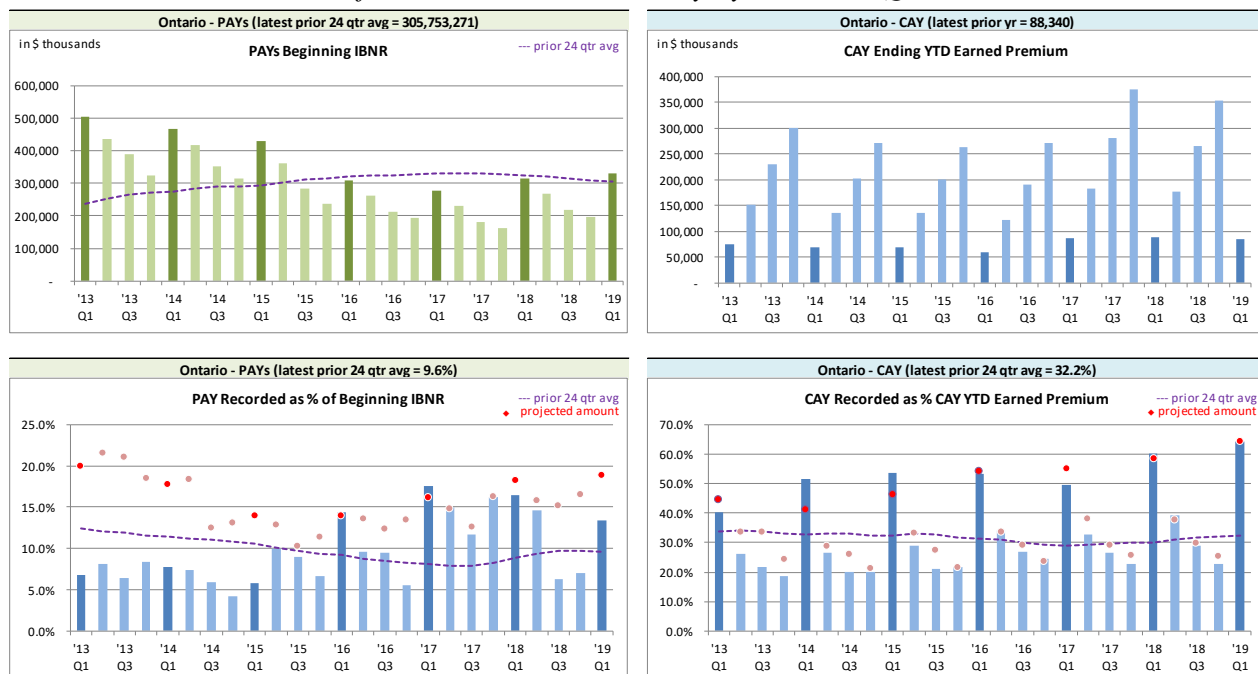 Ontario - PAYs (latest prior 24 qtr avg = 305,753,271)
in $ thousands
PAYs Beginning IBNR
--- prior 24 qtr avg
600,000
500,000
400,000
300,000
200,000
100,000
-
'13 '13 '14 '14 '15 '15 '16 '16 '17 '17 '18 '18 '19
Q1 Q3 Q1 Q3 Q1 Q3 Q1 Q3 Q1 Q3 Q1 Q3 Q1
Ontario - CAY (latest prior yr = 88,340)
in $ thousands
CAY Ending YTD Earned Premium
400,000
350,000
300,000
250,000
200,000
150,000
100,000
50,000
-
'13 '13 '14 '14 '15 '15 '16 '16 '17 '17 '18 '18 '19
Q1 Q3 Q1 Q3 Q1 Q3 Q1 Q3 Q1 Q3 Q1 Q3 Q1
Ontario - PAYs (latest prior 24 qtr avg = 9.6%)
PAY Recorded as % of Beginning IBNR
--- prior 24 qtr avg
projected amount
25.0%
20.0%
15.0%
10.0%
5.0%
0.0%
'13 '13 '14 '14 '15 '15 '16 '16 '17 '17 '18 '18 '19
Q1 Q3 Q1 Q3 Q1 Q3 Q1 Q3 Q1 Q3 Q1 Q3 Q1
Ontario - CAY (latest prior 24 qtr avg = 32.2%)
CAY Recorded as % CAY YTD Earned Premium
--- prior 24 qtr avg
projected amount
70.0%
60.0%
50.0%
40.0%
30.0%
20.0%
10.0%
0.0%
'13 '13 '14 '14 '15 '15 '16 '16 '17 '17 '18 '18 '19
Q1 Q3 Q1 Q3 Q1 Q3 Q1 Q3 Q1 Q3 Q1 Q3 Q1